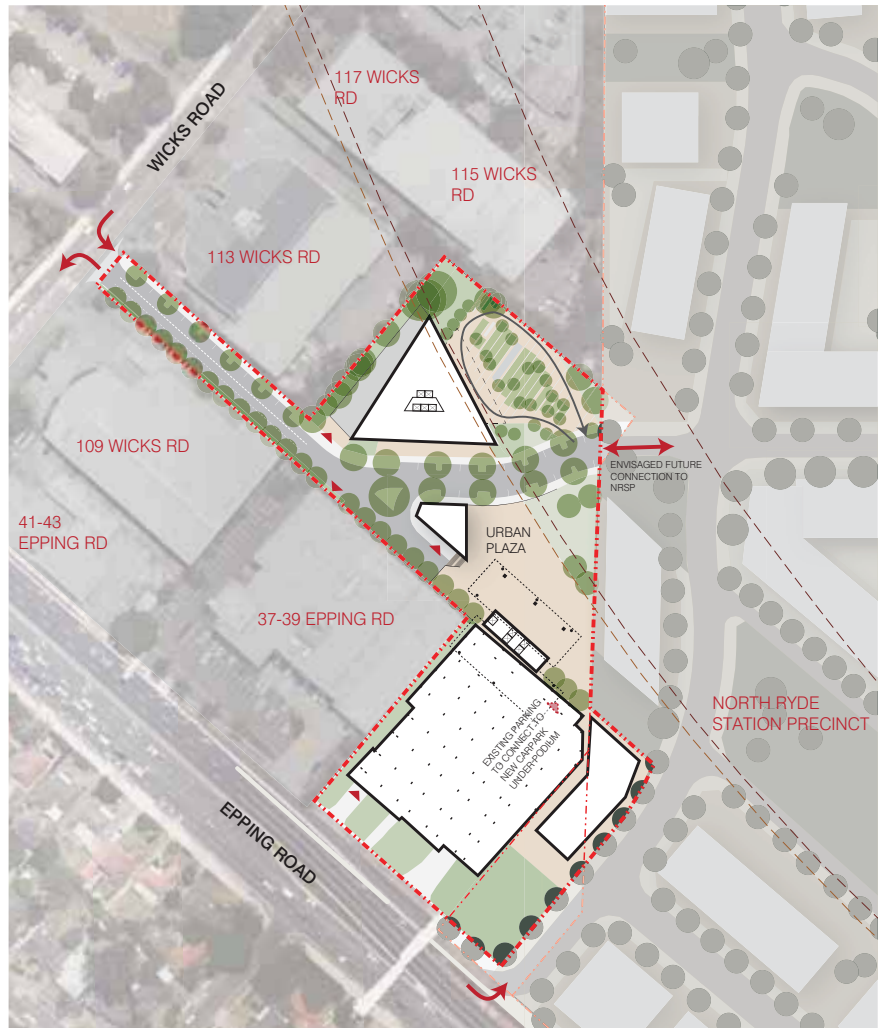 117 WICKS
RD
WICKS ROAD
115 WICKS
RD
113 WICKS RD
109 WICKS RD
ENVISAGED FUTURE
CONNECTION TO
NRSP
41-43
EPPING RD
URBAN
PLAZA
37-39 EPPING RD
NORTH RYDE
STATION PRECINCT
EXISTING PARKING
TO CONNECT TO
NEW CARPARK
UNDER PODIUM
EPPING ROAD